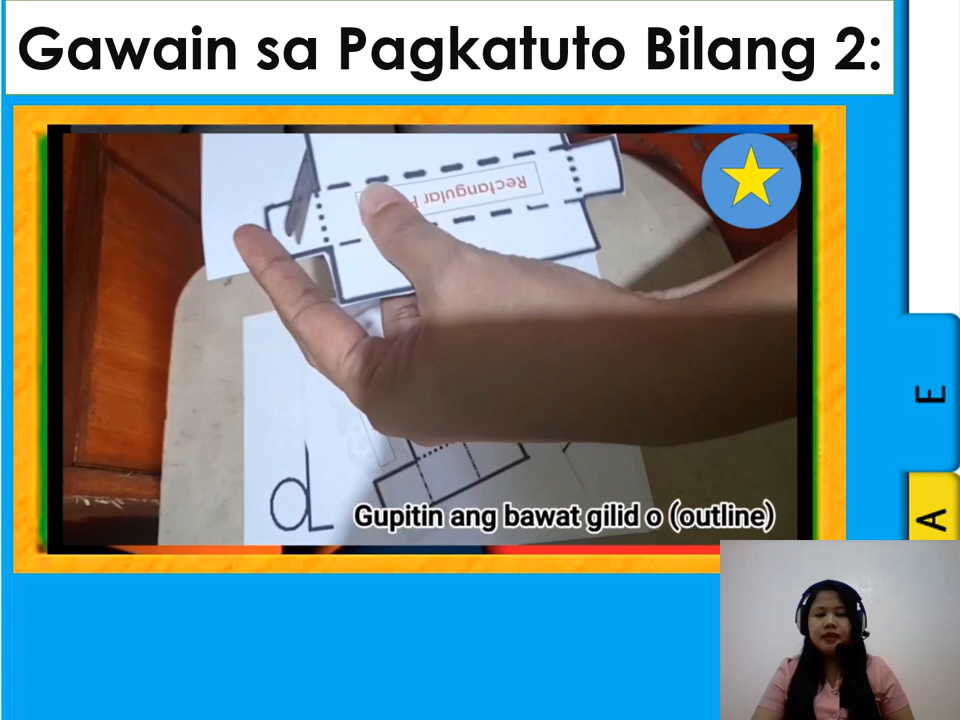 Gawain sa Pagkatuto Bilang 2:
Rectangular
E
A
Gupitin ang bawat gilid o (outline)